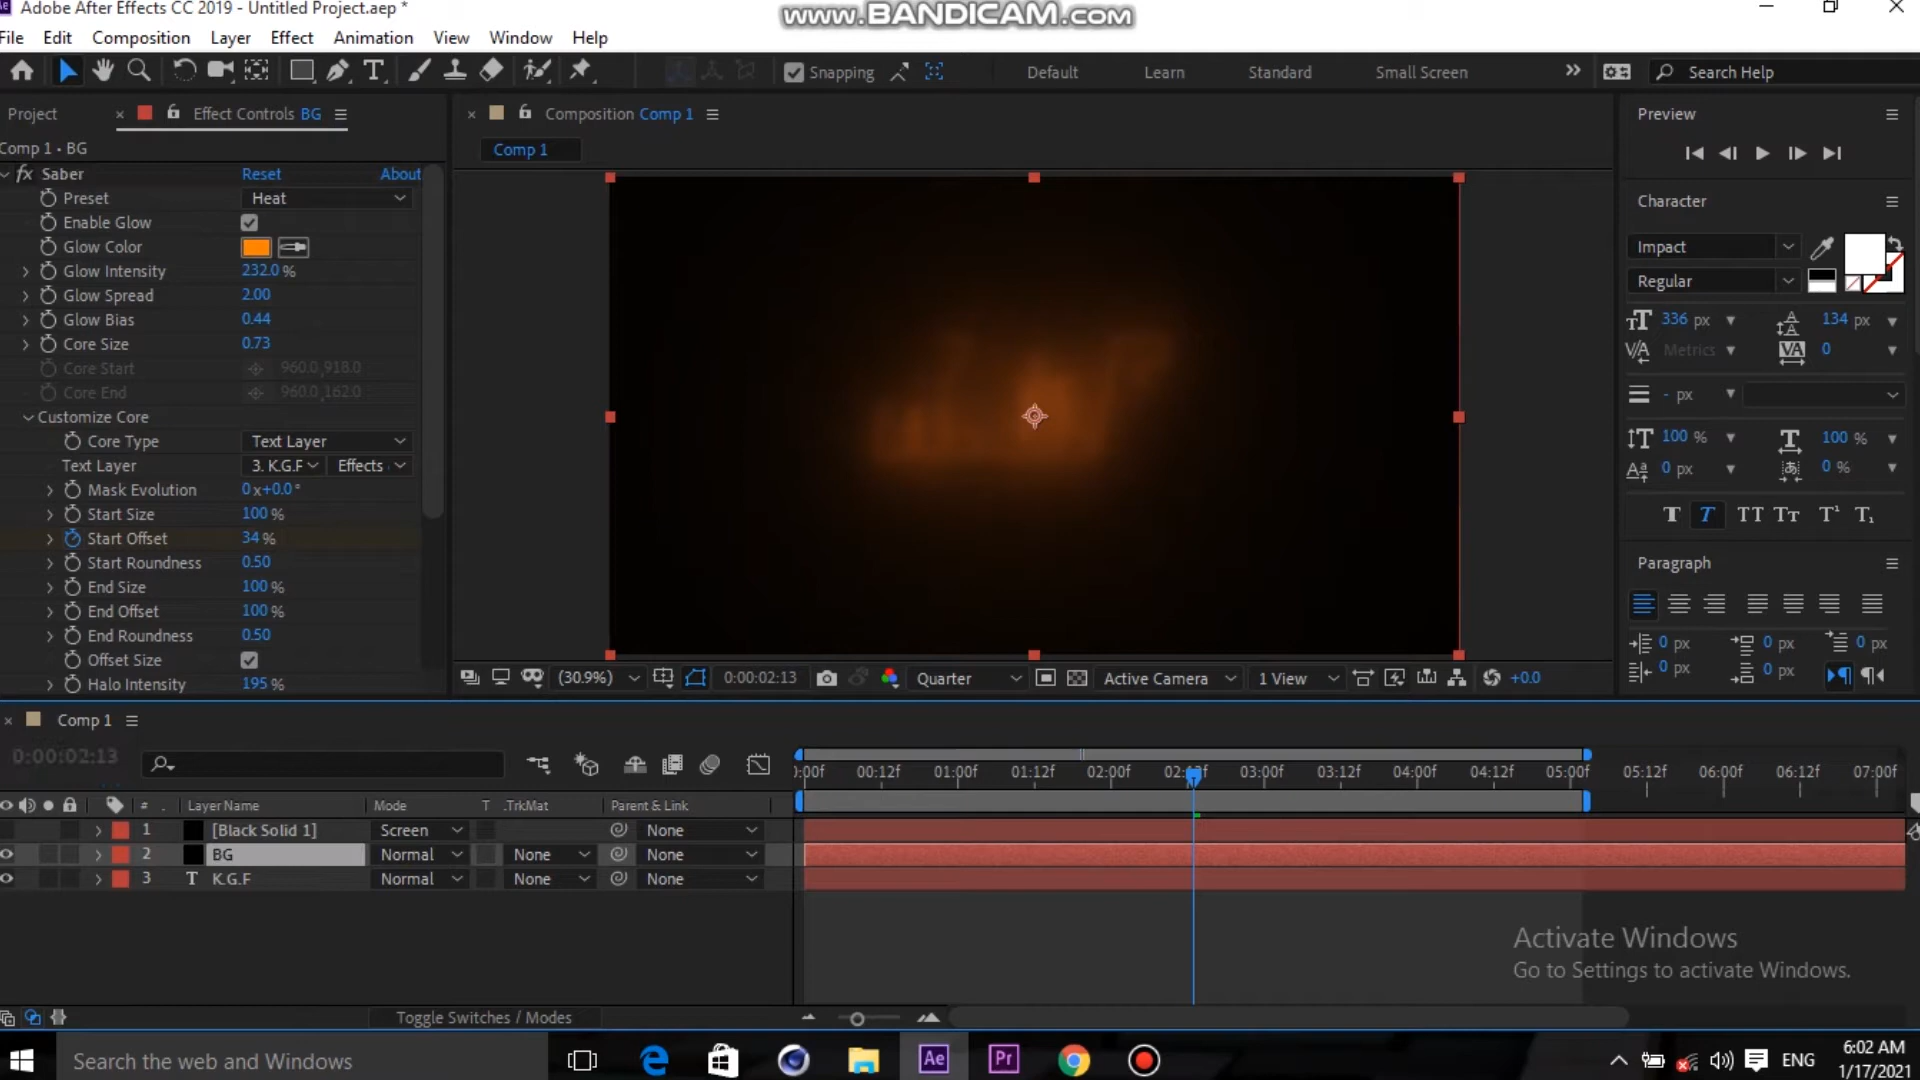 Adobe After Effects CC 2019 - Untitled Project.aep *
www.BANDICAM.com
File Edit Composition Layer Effect Animation View Window Help
Snapping Default Learn Standard Small Screen Search Help
Project Effect Controls BG
Composition Comp 1
Comp 1
Comp 1 • BG
fx Saber Reset About
Preset Heat
Enable Glow
Glow Color
Glow Intensity 232.0 %
Glow Spread 2.00
Glow Bias 0.44
Core Size 0.73
Core Start 960.0,918.0
Core End 960.0,162.0
Customize Core
Core Type Text Layer
Text Layer 3. K.G.F Effects
Mask Evolution 0 x+0.0 °
Start Size 100 %
Start Offset 34 %
Start Roundness 0.50
End Size 100 %
End Offset 100 %
End Roundness 0.50
Offset Size
Halo Intensity 195 %
(30.9%) 0:00:02:13 Quarter Active Camera 1 View +0.0
Preview
Character
Impact
Regular
336 px 134 px
Metrics 0
- px
100 % 100 %
0 px 0 %
T T TT Tт T¹ T₁
Paragraph
0 px 0 px 0 px
0 px 0 px
Comp 1
0:00:02:13
0:00f 00:12f 01:00f 01:12f 02:00f 02:12f 03:00f 03:12f 04:00f 04:12f 05:00f 05:12f 06:00f 06:12f 07:00f
# Layer Name Mode T .TrkMat Parent & Link
1 [Black Solid 1] Screen None
2 BG Normal None None
3 T K.G.F Normal None None
Activate Windows
Go to Settings to activate Windows.
Toggle Switches / Modes
Search the web and Windows Ae Pr ENG
6:02 AM
1/17/2021